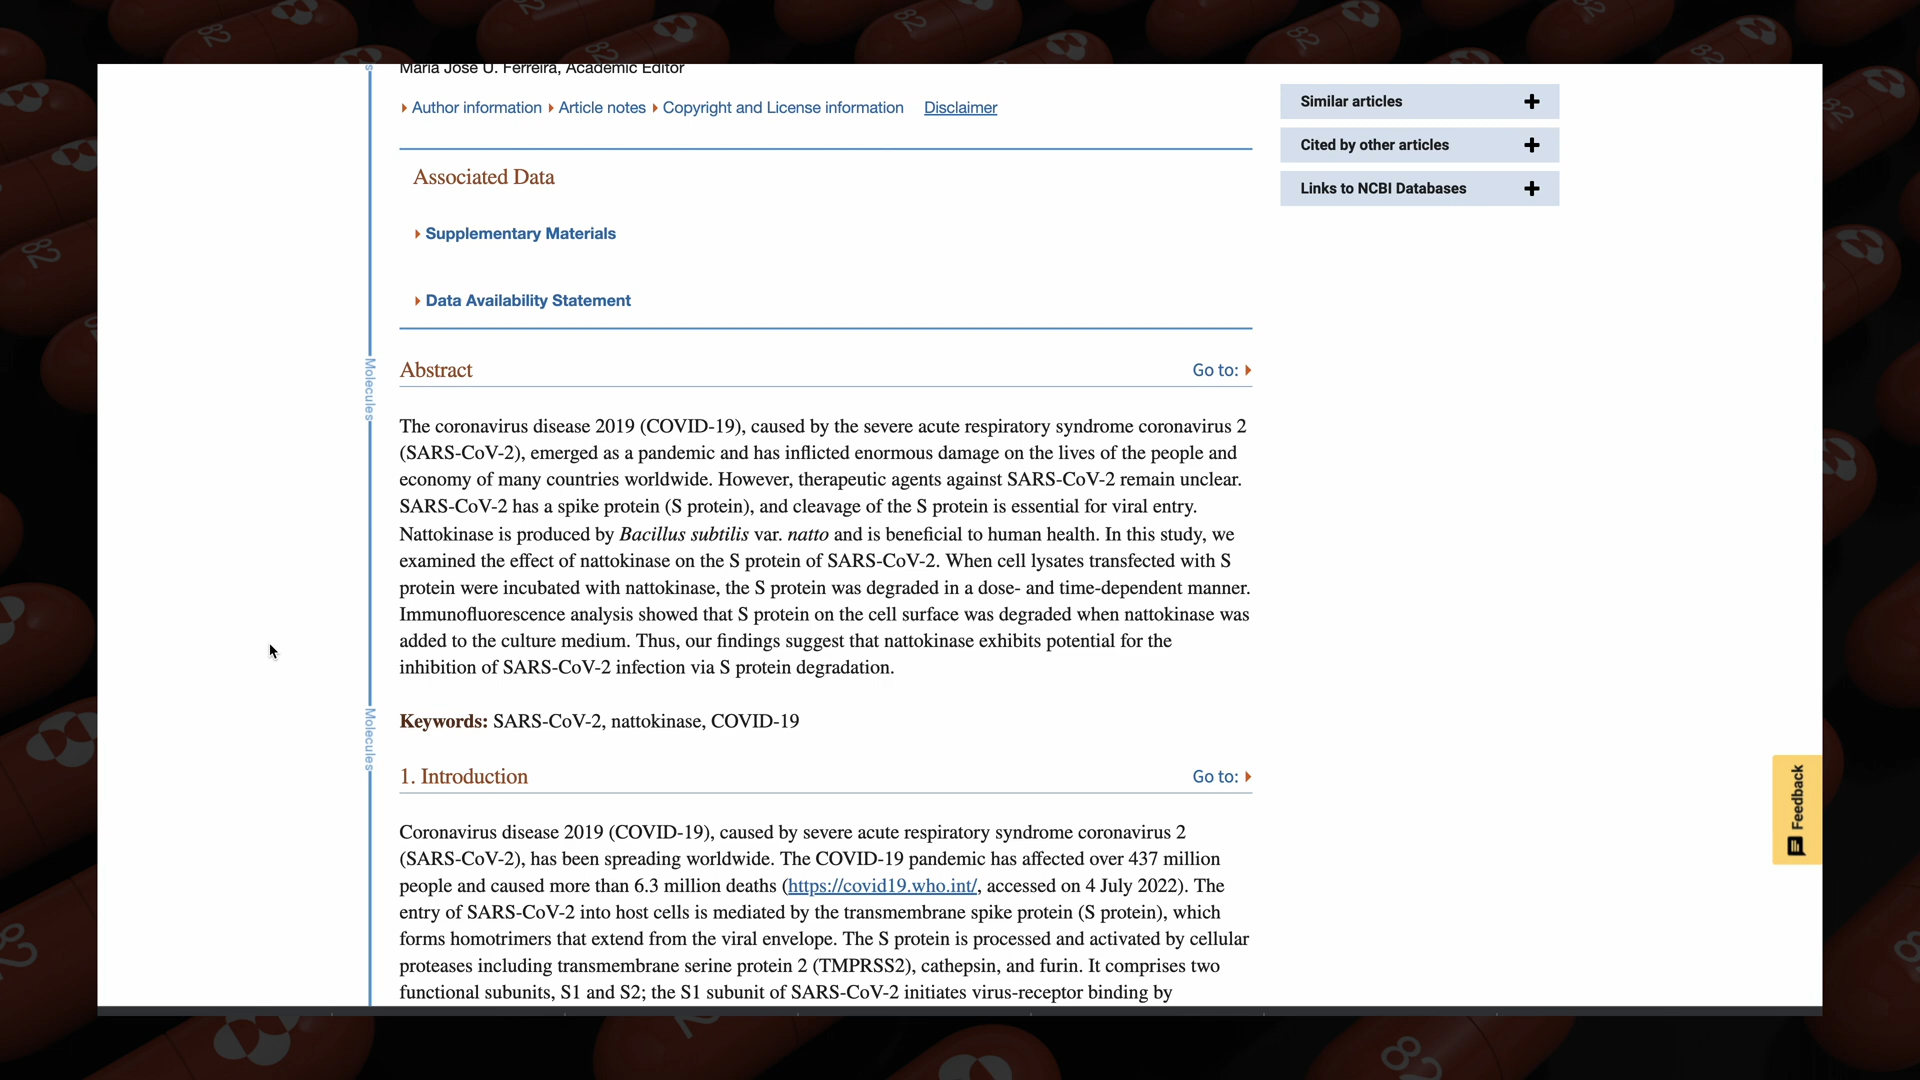 Maria José U. Ferreira, Academic Editor
Author information Article notes Copyright and License information Disclaimer
Similar articles
Cited by other articles
Links to NCBI Databases
Associated Data
Supplementary Materials
Data Availability Statement
Abstract Go to:
The coronavirus disease 2019 (COVID-19), caused by the severe acute respiratory syndrome coronavirus 2
(SARS-CoV-2), emerged as a pandemic and has inflicted enormous damage on the lives of the people and
economy of many countries worldwide. However, therapeutic agents against SARS-CoV-2 remain unclear.
SARS-CoV-2 has a spike protein (S protein), and cleavage of the S protein is essential for viral entry.
Nattokinase is produced by Bacillus subtilis var. natto and is beneficial to human health. In this study, we
examined the effect of nattokinase on the S protein of SARS-CoV-2. When cell lysates transfected with S
protein were incubated with nattokinase, the S protein was degraded in a dose- and time-dependent manner.
Immunofluorescence analysis showed that S protein on the cell surface was degraded when nattokinase was
added to the culture medium. Thus, our findings suggest that nattokinase exhibits potential for the
inhibition of SARS-CoV-2 infection via S protein degradation.
Keywords: SARS-CoV-2, nattokinase, COVID-19
1. Introduction Go to:
Coronavirus disease 2019 (COVID-19), caused by severe acute respiratory syndrome coronavirus 2
(SARS-CoV-2), has been spreading worldwide. The COVID-19 pandemic has affected over 437 million
people and caused more than 6.3 million deaths (https://covid19.who.int/, accessed on 4 July 2022). The
entry of SARS-CoV-2 into host cells is mediated by the transmembrane spike protein (S protein), which
forms homotrimers that extend from the viral envelope. The S protein is processed and activated by cellular
proteases including transmembrane serine protein 2 (TMPRSS2), cathepsin, and furin. It comprises two
functional subunits, S1 and S2; the S1 subunit of SARS-CoV-2 initiates virus-receptor binding by
Molecules
Molecules
Feedback
82
82
82
82
82
82
82
82
82